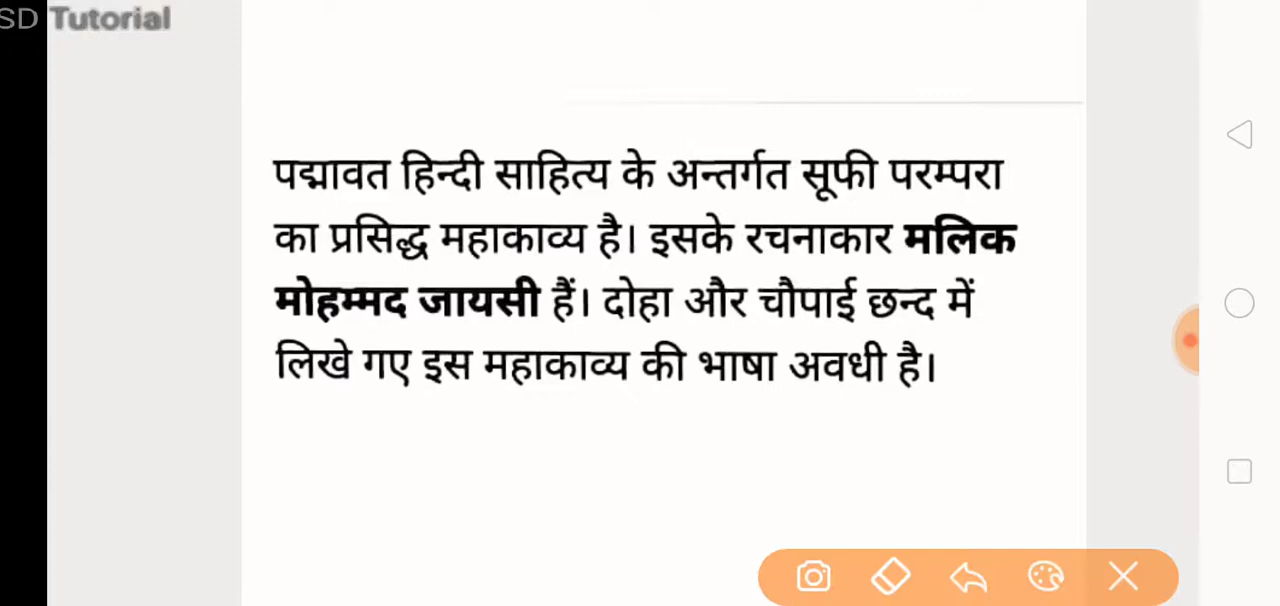 SD Tutorial
पद्मावत हिन्दी साहित्य के अन्तर्गत सूफी परम्परा
का प्रसिद्ध महाकाव्य है। इसके रचनाकार मलिक
मोहम्मद जायसी हैं। दोहा और चौपाई छन्द में
लिखे गए इस महाकाव्य की भाषा अवधी है।